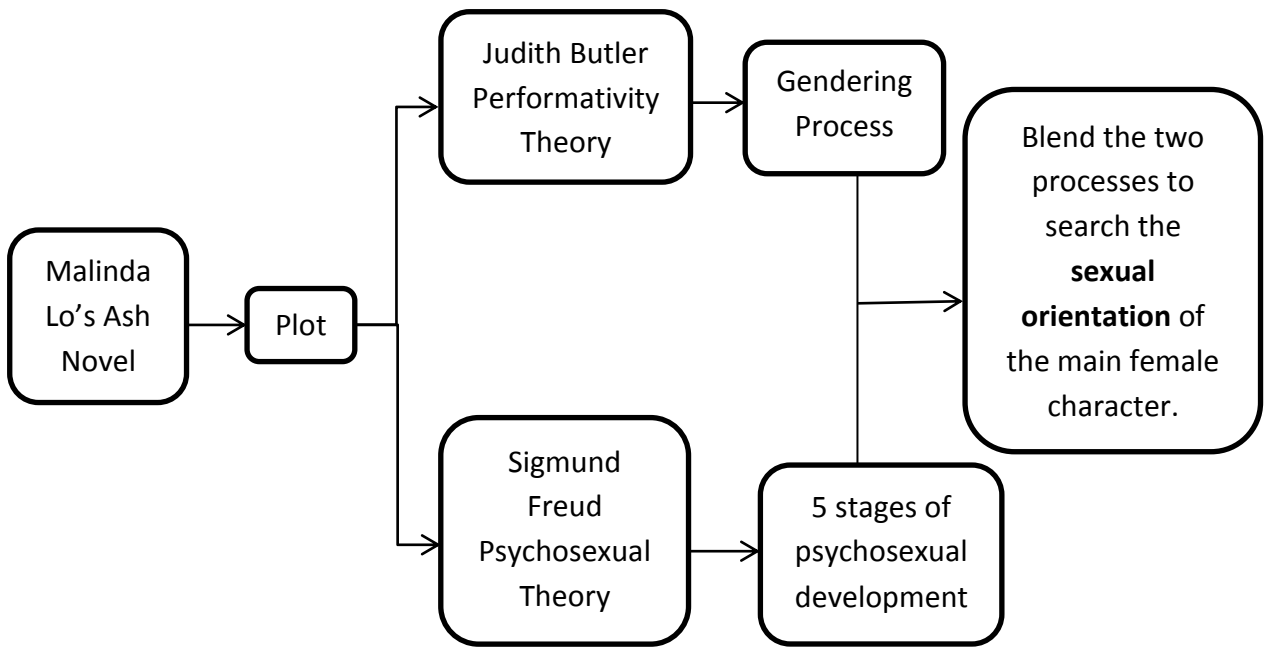 Malinda
Lo’s Ash
Novel
Plot
Judith Butler
Performativity
Theory
Gendering
Process
Sigmund
Freud
Psychosexual
Theory
5 stages of
psychosexual
development
Blend the two
processes to
search the
sexual
orientation of
the main female
character.